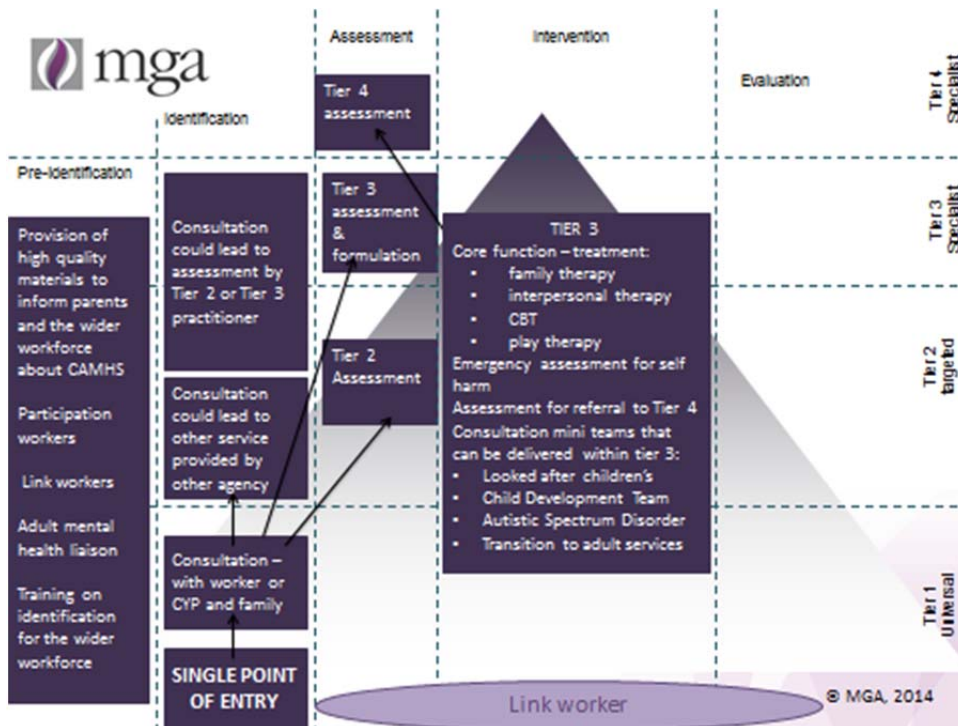 mga
Assessment
Intervention
Evaluation
Identification
Pre-Identification
Tier 4
Specialist
Tier 3
Specialist
Tier 2
targeted
Tier 1
Universal
Provision of
high quality
materials to
inform parents
and the wider
workforce
about CAMHS
Participation
workers
Link workers
Adult mental
health liaison
Training on
identification
for the wider
workforce
Consultation
could lead to
assessment by
Tier 2 or Tier 3
practitioner
Consultation
could lead to
other service
provided by
other agency
Consultation –
with worker or
CYP and family
SINGLE POINT
OF ENTRY
Tier 4
assessment
Tier 3
assessment
&
formulation
Tier 2
Assessment
TIER 3
Core function – treatment:
▪ family therapy
▪ interpersonal therapy
▪ CBT
▪ play therapy
Emergency assessment for self
harm
Assessment for referral to Tier 4
Consultation mini teams that
can be delivered within tier 3:
▪ Looked after children's
▪ Child Development Team
▪ Autistic Spectrum Disorder
▪ Transition to adult services
Link worker
© MGA, 2014